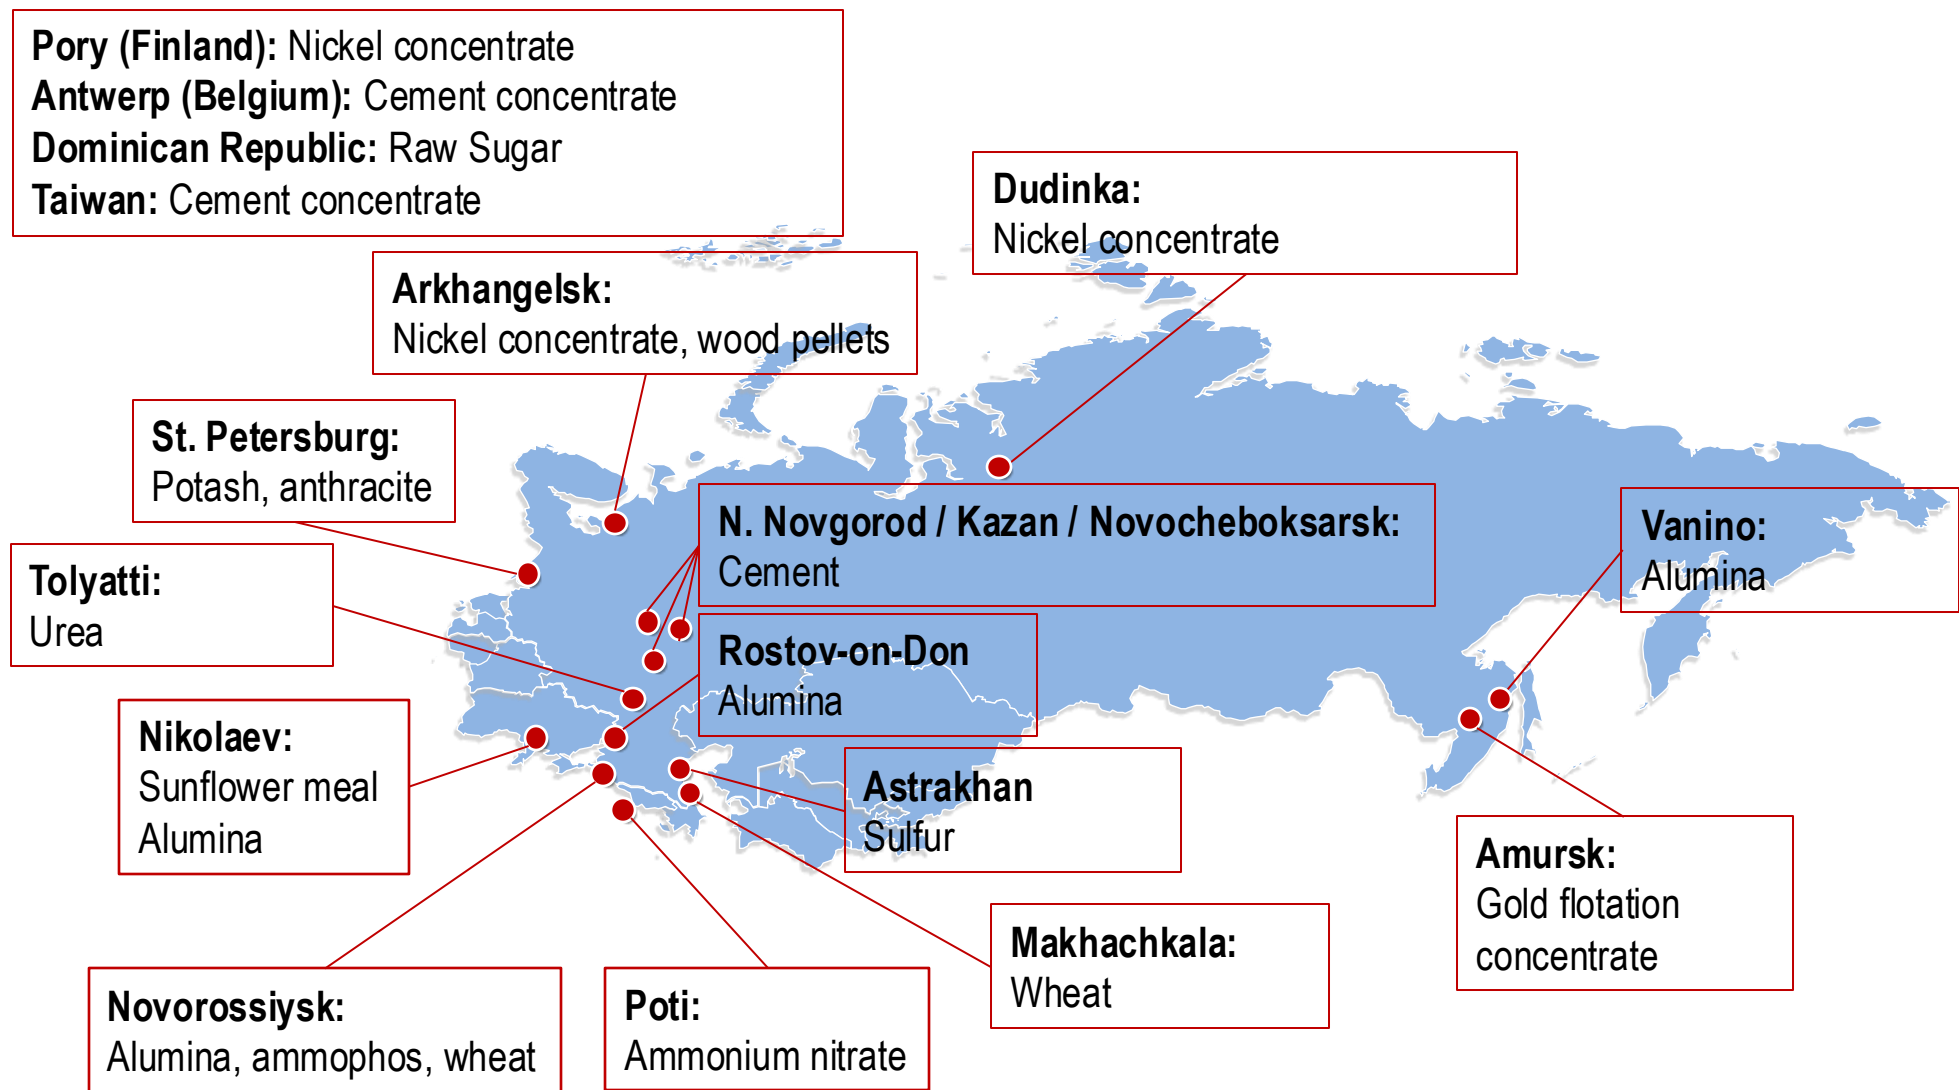 Pory (Finland): Nickel concentrate
Antwerp (Belgium): Cement concentrate
Dominican Republic: Raw Sugar
Taiwan: Cement concentrate
Dudinka:
Nickel concentrate
Arkhangelsk:
Nickel concentrate, wood pellets
St. Petersburg:
Potash, anthracite
N. Novgorod / Kazan / Novocheboksarsk:
Cement
Vanino:
Alumina
Tolyatti:
Urea
Rostov-on-Don
Alumina
Nikolaev:
Sunflower meal
Alumina
Astrakhan
Sulfur
Amursk:
Gold flotation
concentrate
Makhachkala:
Wheat
Novorossiysk:
Alumina, ammophos, wheat
Poti:
Ammonium nitrate